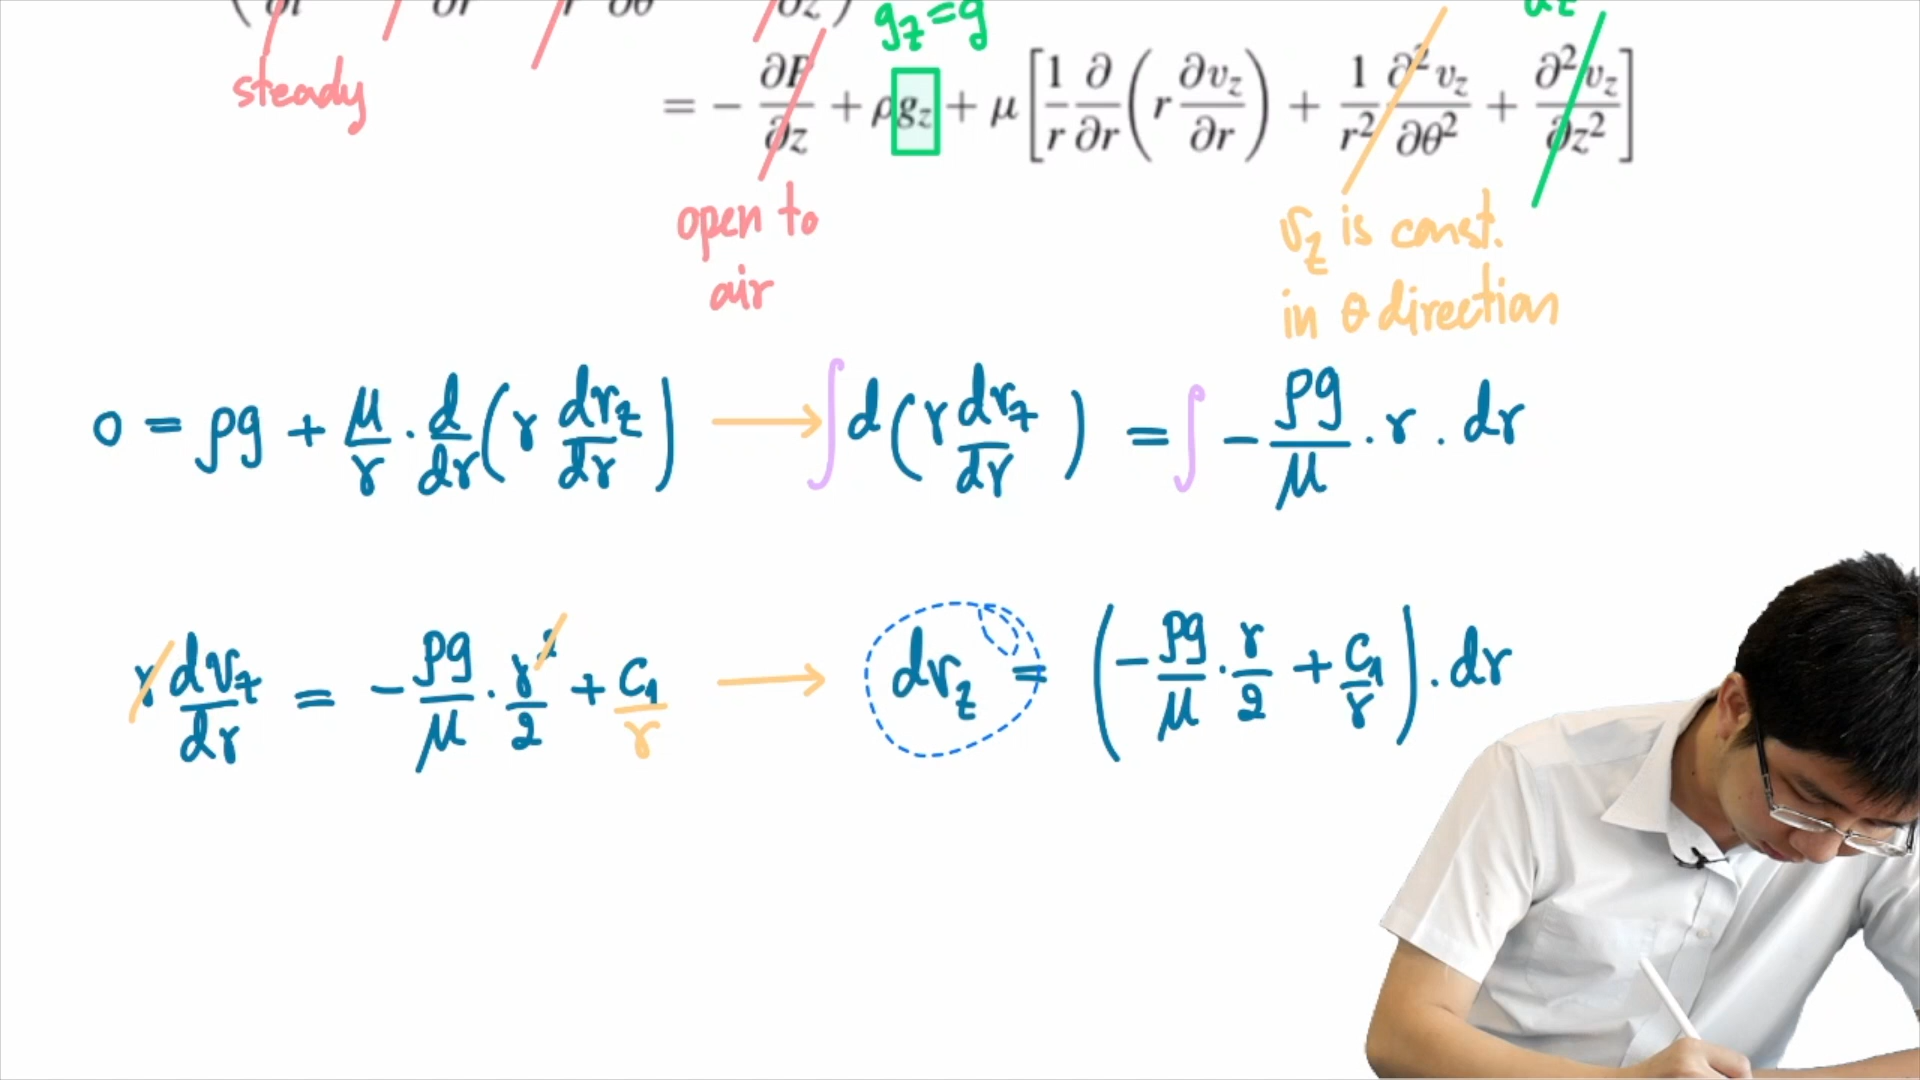 g_z = g
steady
= - ∂P/∂z + ρg_z + μ[1/r ∂/∂r (r ∂v_z/∂r) + 1/r² ∂²v_z/∂θ² + ∂²v_z/∂z²]
open to
air
v_z is const.
in θ direction
0 = ρg + μ/r · d/dr (r dv_z/dr) → ∫ d(r dv_z/dr) = ∫ - ρg/μ · r . dr
r dv_z/dr = - ρg/μ · r²/2 + C₁/r → dv_z = (- ρg/μ · r/2 + C₁/r) . dr